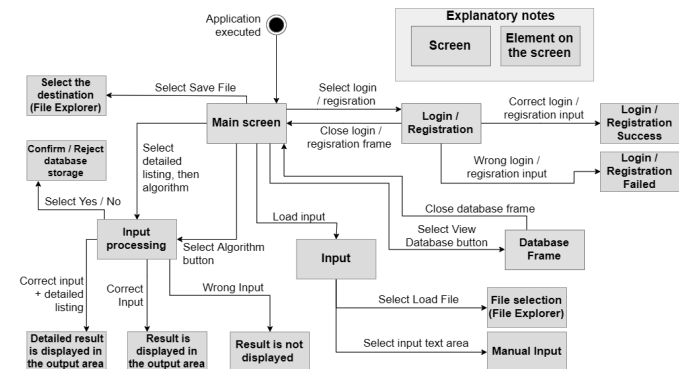 Application
executed
Explanatory notes
Screen
Element on
the screen
Select the
destination
(File Explorer)
Select Save File
Main screen
Select login
/ regisration
Close login /
regisration frame
Login /
Registration
Correct login /
regisration input
Login /
Registration
Success
Wrong login /
regisration input
Login /
Registration
Failed
Confirm / Reject
database
storage
Select
detailed
listing, then
algorithm
Select Yes / No
Input
processing
Select Algorithm
button
Load input
Input
Close database frame
Select View
Database button
Database
Frame
Correct input
+ detailed
listing
Correct
Input
Wrong Input
Select Load File
File selection
(File Explorer)
Select input text area
Manual Input
Detailed result
is displayed in
the output area
Result is
displayed in
the output area
Result is not
displayed